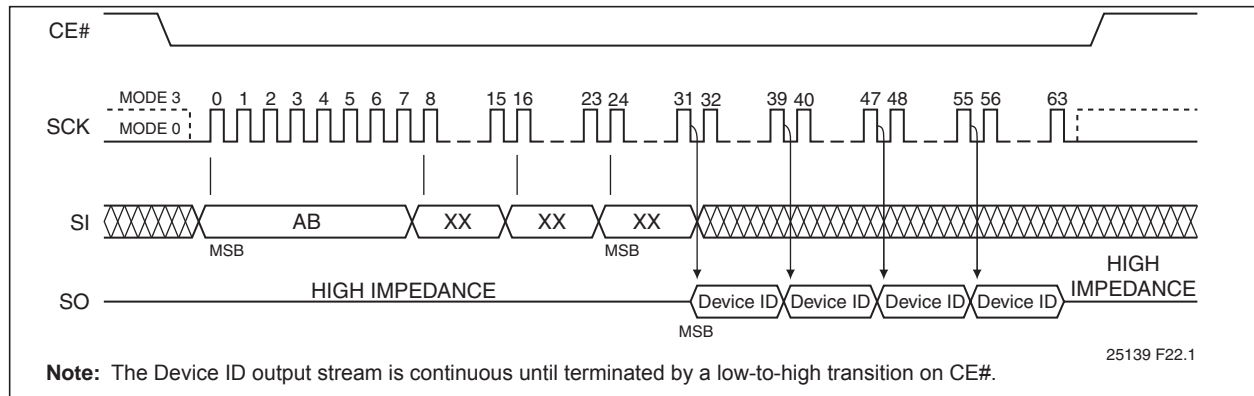 CE#
MODE 3
0 1 2 3 4 5 6 7 8 15 16 23 24 31 32 39 40 47 48 55 56 63
SCK
MODE 0
SI
AB XX XX XX
MSB MSB
HIGH
SO
HIGH IMPEDANCE
Device ID Device ID Device ID Device ID
IMPEDANCE
MSB
25139 F22.1
Note: The Device ID output stream is continuous until terminated by a low-to-high transition on CE#.